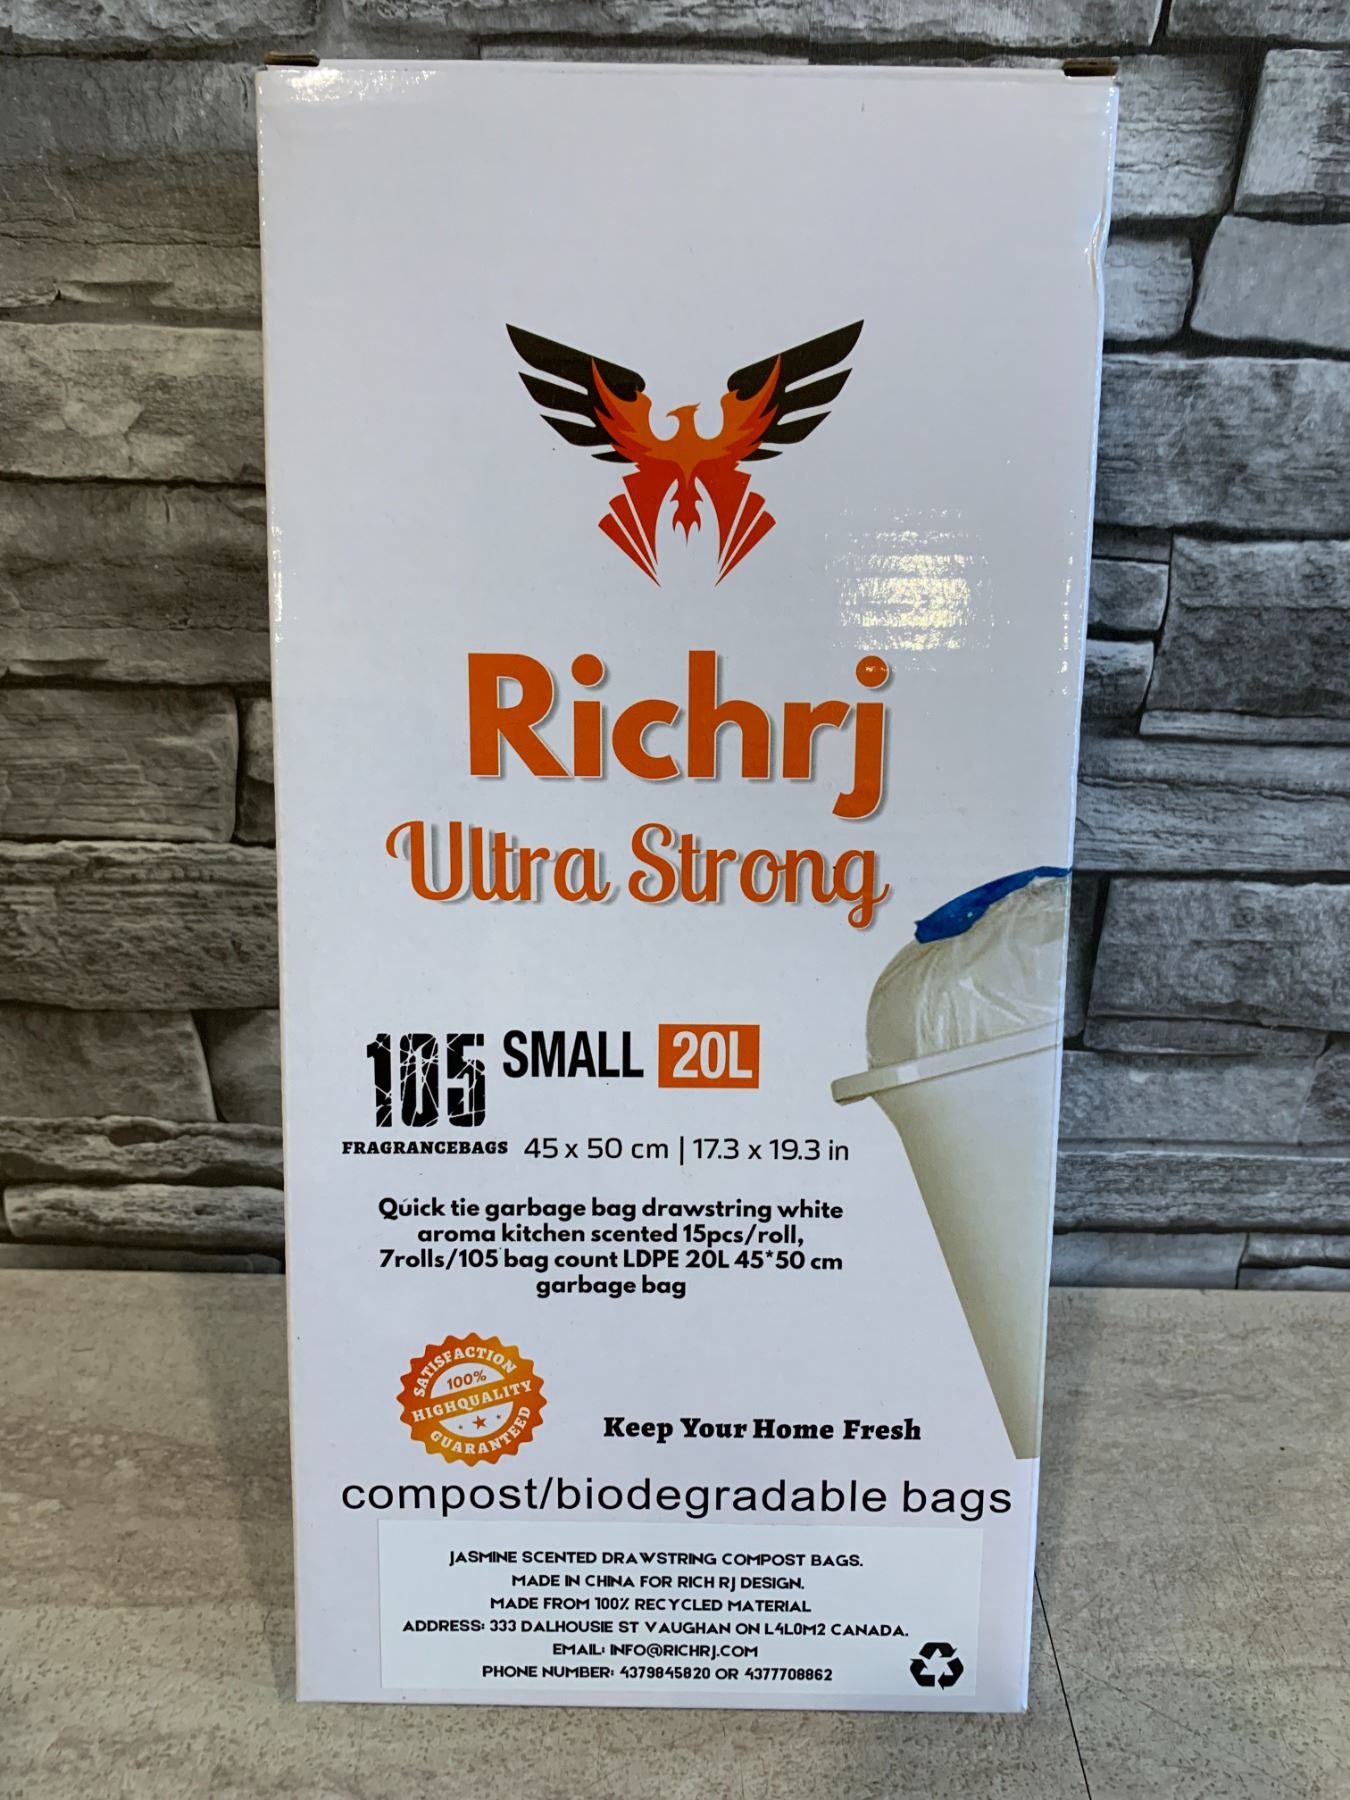 Richrj
Ultra Strong
105 SMALL 20L
FRAGRANCEBAGS 45 x 50 cm | 17.3 x 19.3 in
Quick tie garbage bag drawstring white
aroma kitchen scented 15pcs/roll,
7rolls/105 bag count LDPE 20L 45*50 cm
garbage bag
SATISFACTION
100%
HIGHQUALITY
GUARANTEED
Keep Your Home Fresh
compost/biodegradable bags
JASMINE SCENTED DRAWSTRING COMPOST BAGS.
MADE IN CHINA FOR RICH RJ DESIGN.
MADE FROM 100% RECYCLED MATERIAL
ADDRESS: 333 DALHOUSIE ST VAUGHAN ON L4L0M2 CANADA.
EMAIL: INFO@RICHRJ.COM
PHONE NUMBER: 4379845820 OR 4377708862